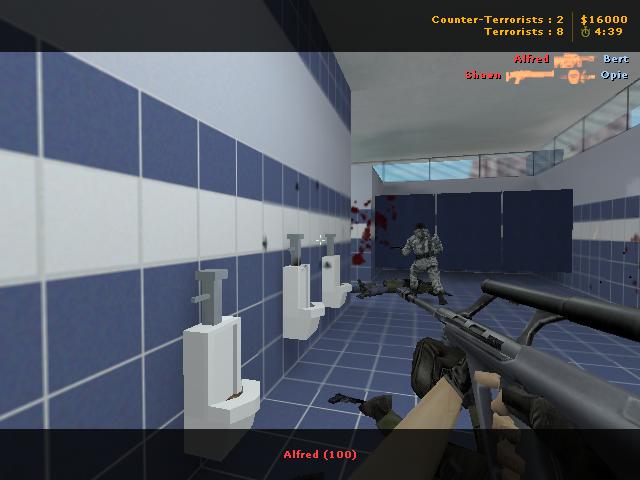 Counter-Terrorists : 2 $16000
Terrorists : 8 4:39
Alfred Bert
Shawn Opie
Alfred (100)